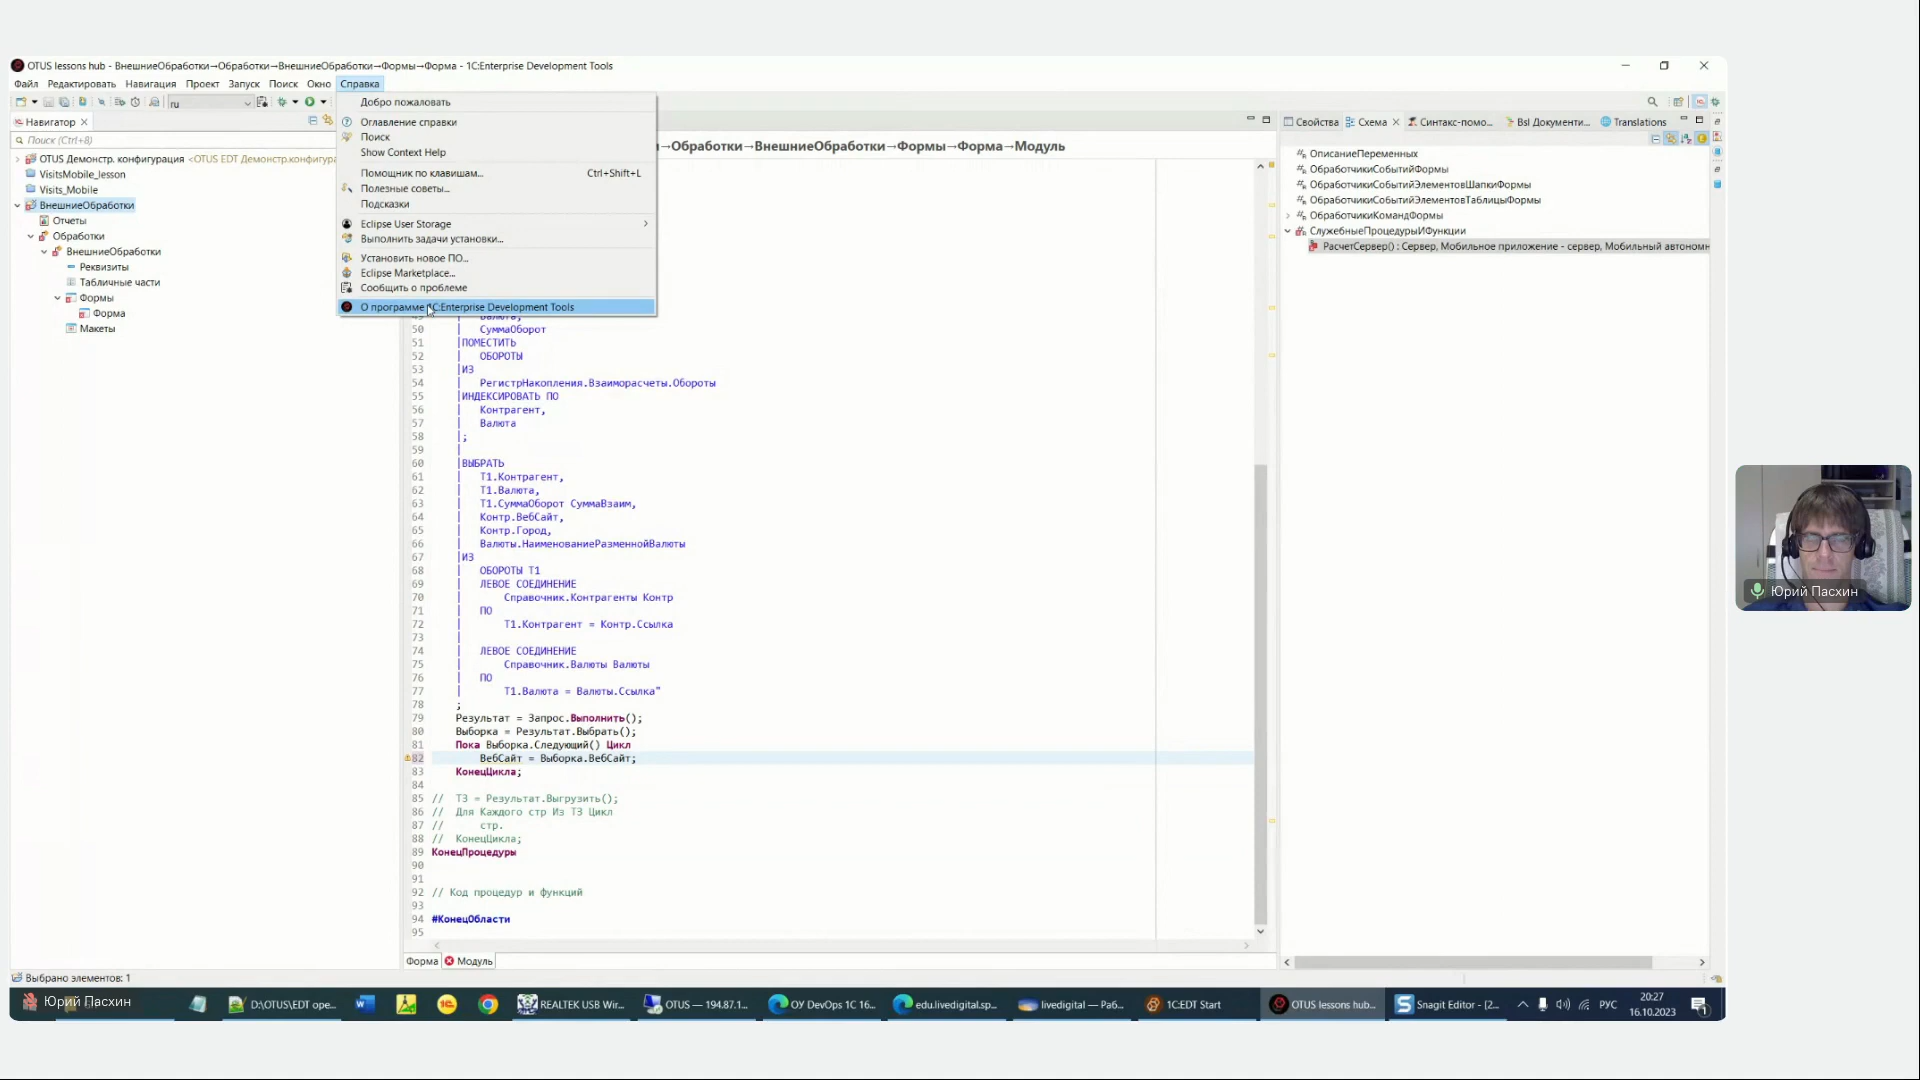 OTUS lessons hub - ВнешниеОбработки→Обработки→ВнешниеОбработки→Формы→Форма - 1C:Enterprise Development Tools
Файл Редактировать Навигация Проект Запуск Поиск Окно Справка
ru
Навигатор
Поиск (Ctrl+8)
OTUS Демонстр. конфигурация <OTUS EDT Демонстр.конфигура
VisitsMobile_lesson
Visits_Mobile
ВнешниеОбработки
Отчеты
Обработки
ВнешниеОбработки
Реквизиты
Табличные части
Формы
Форма
Макеты
Добро пожаловать
Оглавление справки
Поиск
Show Context Help
Помощник по клавишам... Ctrl+Shift+L
Полезные советы...
Подсказки
Eclipse User Storage
Выполнить задачи установки...
Установить новое ПО...
Eclipse Marketplace...
Сообщить о проблеме
О программе 1C:Enterprise Development Tools
→Обработки→ВнешниеОбработки→Формы→Форма→Модуль
Валюта,
50 СуммаОборот
51 |ПОМЕСТИТЬ
52 | ОБОРОТЫ
53 |ИЗ
54 | РегистрНакопления.Взаиморасчеты.Обороты
55 |ИНДЕКСИРОВАТЬ ПО
56 | Контрагент,
57 | Валюта
58 |;
59 |
60 |ВЫБРАТЬ
61 | Т1.Контрагент,
62 | Т1.Валюта,
63 | Т1.СуммаОборот СуммаВзаим,
64 | Контр.ВебСайт,
65 | Контр.Город,
66 | Валюты.НаименованиеРазменнойВалюты
67 |ИЗ
68 | ОБОРОТЫ Т1
69 | ЛЕВОЕ СОЕДИНЕНИЕ
70 | Справочник.Контрагенты Контр
71 | ПО
72 | Т1.Контрагент = Контр.Ссылка
73 |
74 | ЛЕВОЕ СОЕДИНЕНИЕ
75 | Справочник.Валюты Валюты
76 | ПО
77 | Т1.Валюта = Валюты.Ссылка"
78 ;
79 Результат = Запрос.Выполнить();
80 Выборка = Результат.Выбрать();
81 Пока Выборка.Следующий() Цикл
82 ВебСайт = Выборка.ВебСайт;
83 КонецЦикла;
84
85 // ТЗ = Результат.Выгрузить();
86 // Для Каждого стр Из ТЗ Цикл
87 // стр.
88 // КонецЦикла;
89 КонецПроцедуры
90
91
92 // Код процедур и функций
93
94 #КонецОбласти
95
Форма Модуль
Свойства Схема Синтакс-помо... Bsl Документи... Translations
ОписаниеПеременных
ОбработчикиСобытийФормы
ОбработчикиСобытийЭлементовШапкиФормы
ОбработчикиСобытийЭлементовТаблицыФормы
ОбработчикиКомандФормы
СлужебныеПроцедурыИФункции
РасчетСервер() : Сервер, Мобильное приложение - сервер, Мобильный автономн
Юрий Пасхин
Выбрано элементов: 1
Юрий Пасхин
D:\OTUS\EDT ope...
REALTEK USB Wir...
OTUS — 194.87.1...
ОУ DevOps 1С 16...
edu.livedigital.sp...
livedigital — Раб...
1C:EDT Start
OTUS lessons hub...
Snagit Editor - (2...
РУС
20:27
16.10.2023